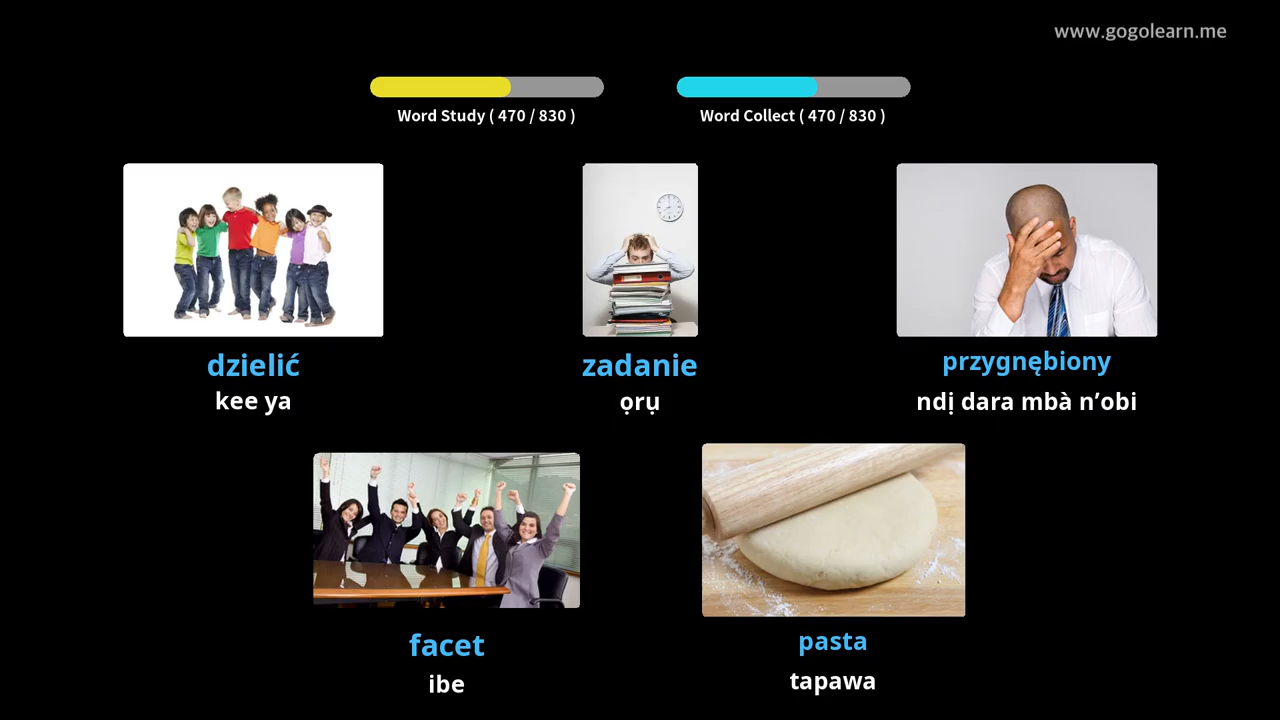 www.gogolearn.me
Word Study ( 470 / 830 )
Word Collect ( 470 / 830 )
dzielić
kee ya
zadanie
ọrụ
przygnębiony
ndị dara mbà n’obi
facet
ibe
pasta
tapawa